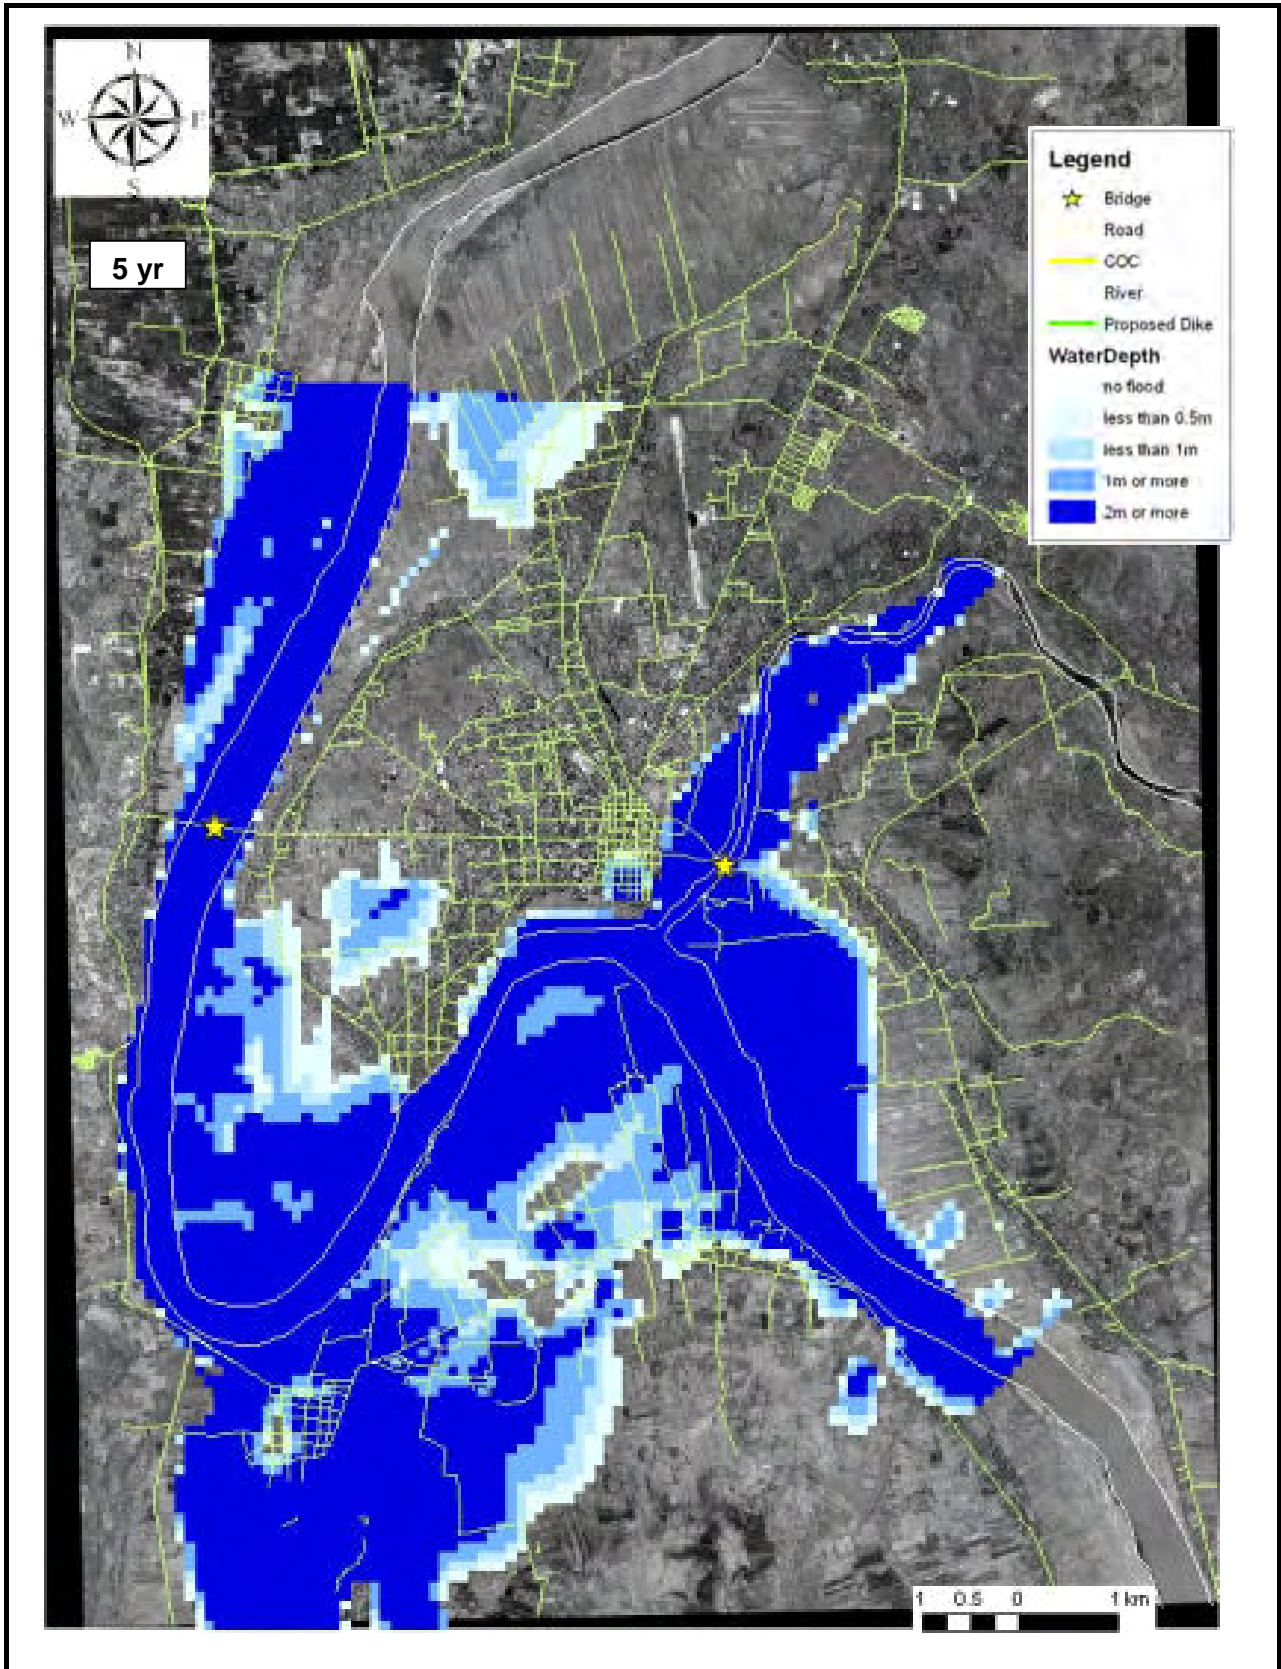 N
W E
S
5 yr
Legend
Bridge
Road
COC
River
Proposed Dike
WaterDepth
no flood
less than 0.5m
less than 1m
1m or more
2m or more
1 0.5 0 1 km